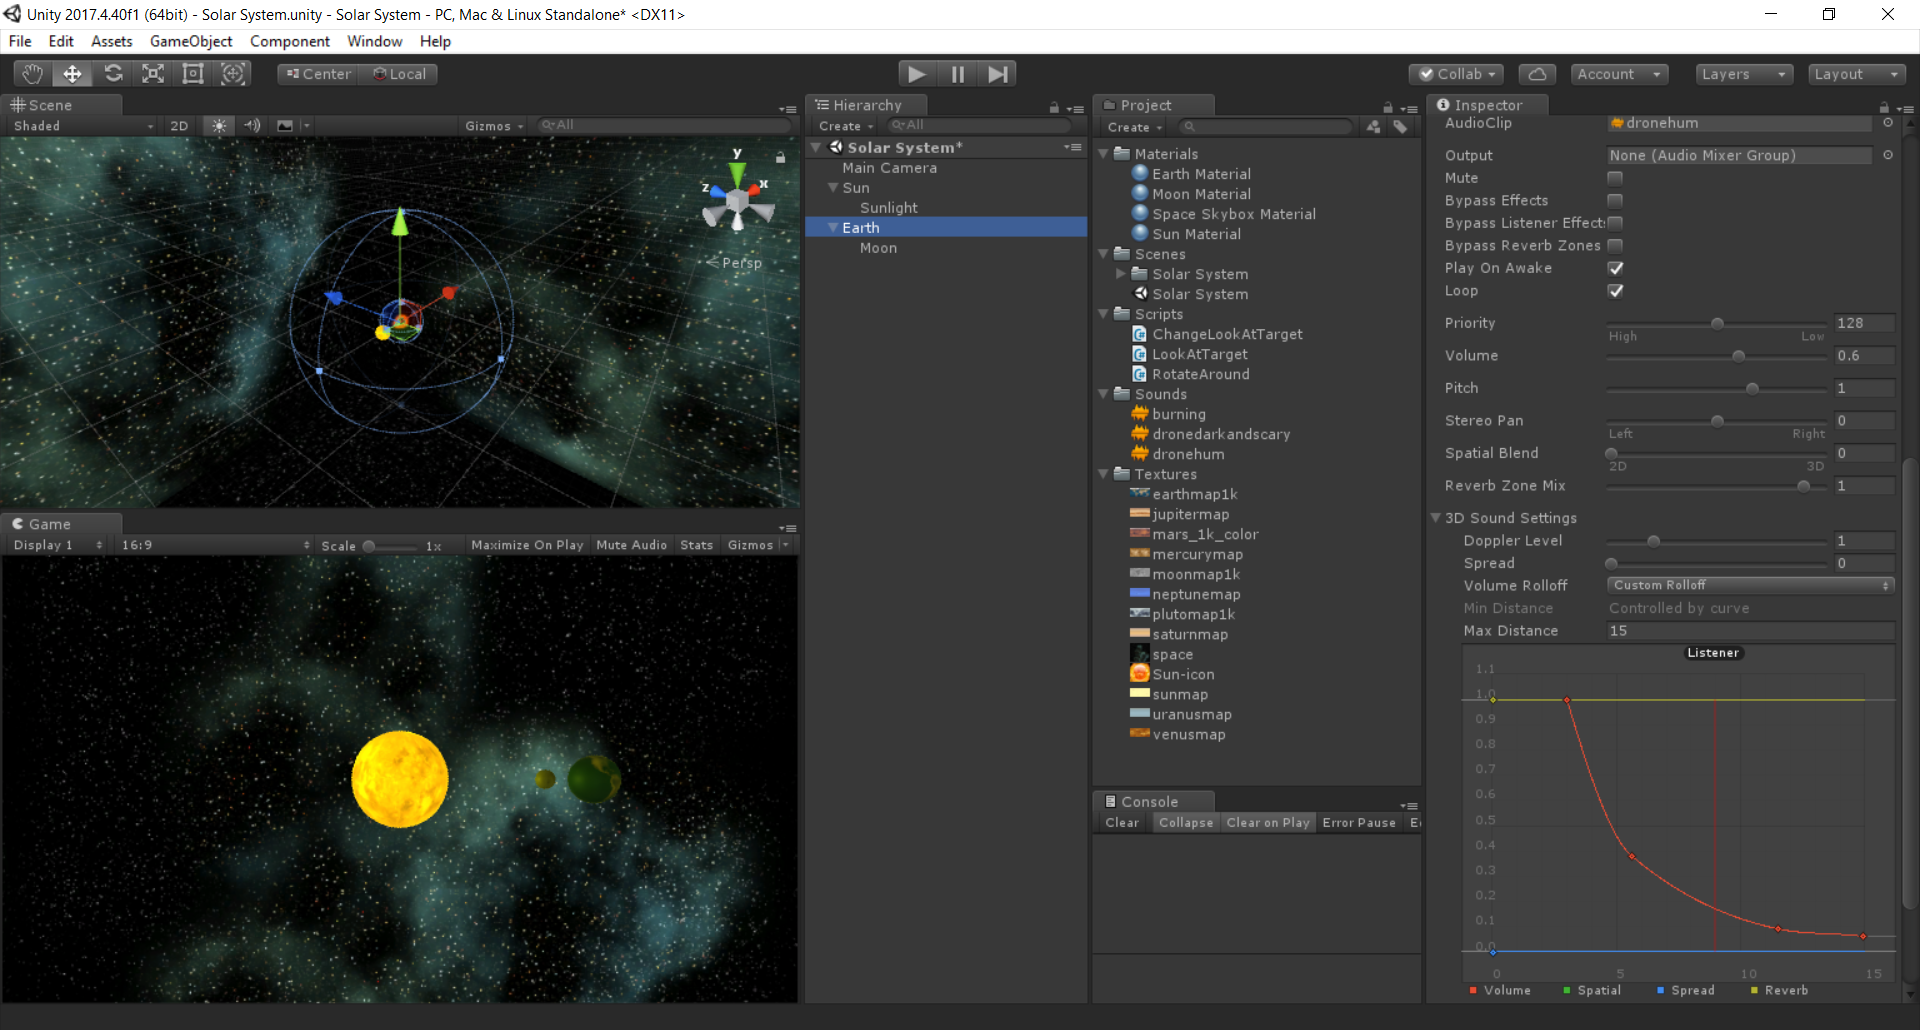 Unity 2017.4.40f1 (64bit) - Solar System.unity - Solar System - PC, Mac & Linux Standalone* <DX11>
File Edit Assets GameObject Component Window Help
Center Local
Collab Account Layers Layout
Scene
Shaded 2D Gizmos All
y
z x
Persp
Game
Display 1 16:9 Scale 1x Maximize On Play Mute Audio Stats Gizmos
Hierarchy
Create All
Solar System*
Main Camera
Sun
Sunlight
Earth
Moon
Project
Create
Materials
Earth Material
Moon Material
Space Skybox Material
Sun Material
Scenes
Solar System
Solar System
Scripts
ChangeLookAtTarget
LookAtTarget
RotateAround
Sounds
burning
dronedarkandscary
dronehum
Textures
earthmap1k
jupitermap
mars_1k_color
mercurymap
moonmap1k
neptunemap
plutomap1k
saturnmap
space
Sun-icon
sunmap
uranusmap
venusmap
Console
Clear Collapse Clear on Play Error Pause
Inspector
AudioClip dronehum
Output None (Audio Mixer Group)
Mute
Bypass Effects
Bypass Listener Effect
Bypass Reverb Zones
Play On Awake
Loop
Priority 128
High Low
Volume 0.6
Pitch 1
Stereo Pan 0
Left Right
Spatial Blend 0
2D 3D
Reverb Zone Mix 1
3D Sound Settings
Doppler Level 1
Spread 0
Volume Rolloff Custom Rolloff
Min Distance Controlled by curve
Max Distance 15
Listener
1.1
1.0
0.9
0.8
0.7
0.6
0.5
0.4
0.3
0.2
0.1
0.0
0 5 10 15
Volume Spatial Spread Reverb